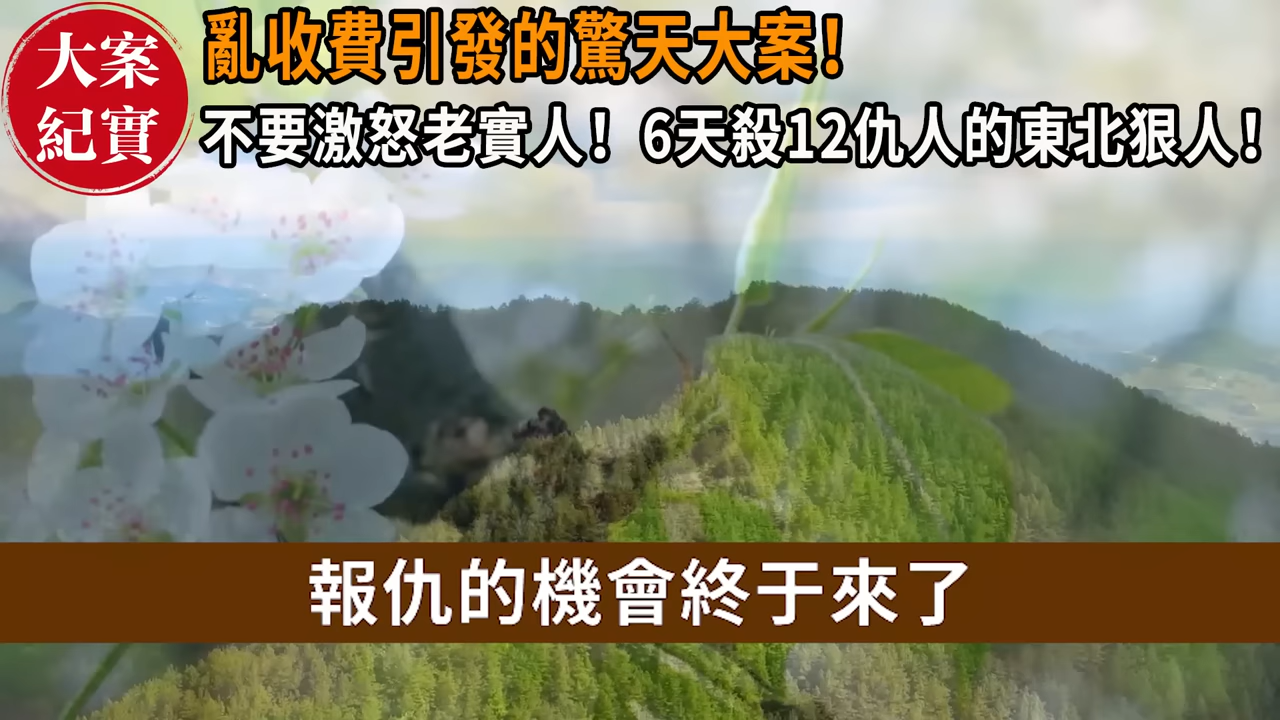 大案
紀實
亂收費引發的驚天大案！
不要激怒老實人！6天殺12仇人的東北狠人！
報仇的機會終于來了